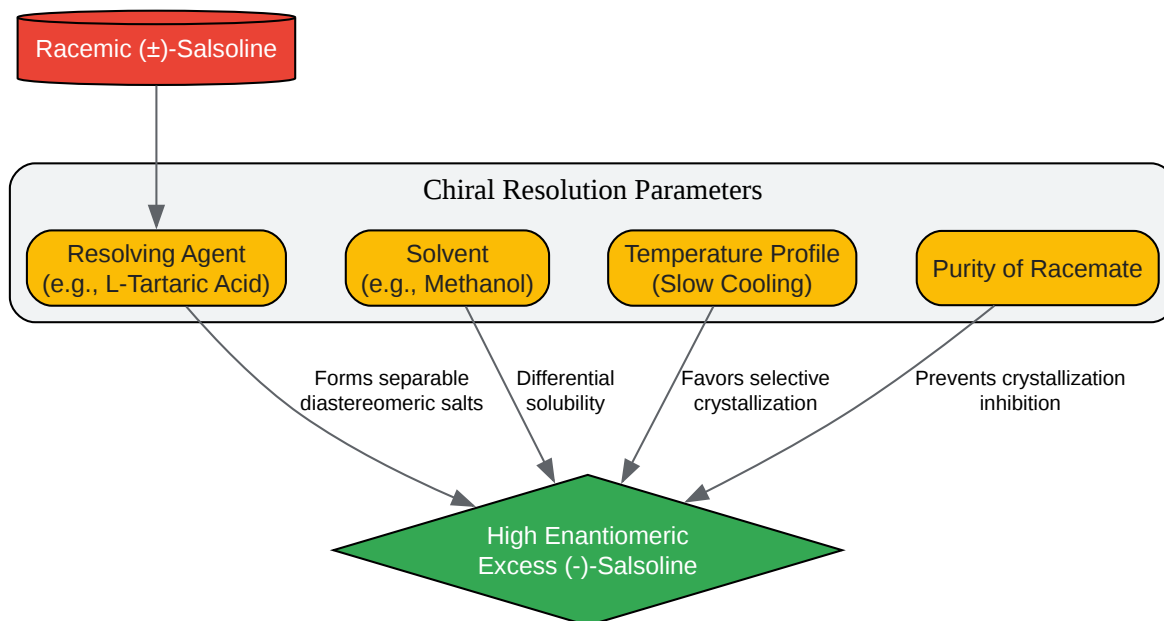 Racemic (±)-Salsoline
Chiral Resolution Parameters
Resolving Agent
(e.g., L-Tartaric Acid)
Solvent
(e.g., Methanol)
Temperature Profile
(Slow Cooling)
Purity of Racemate
Forms separable
diastereomeric salts
Differential
solubility
Favors selective
crystallization
Prevents crystallization
inhibition
High Enantiomeric
Excess (-)-Salsoline